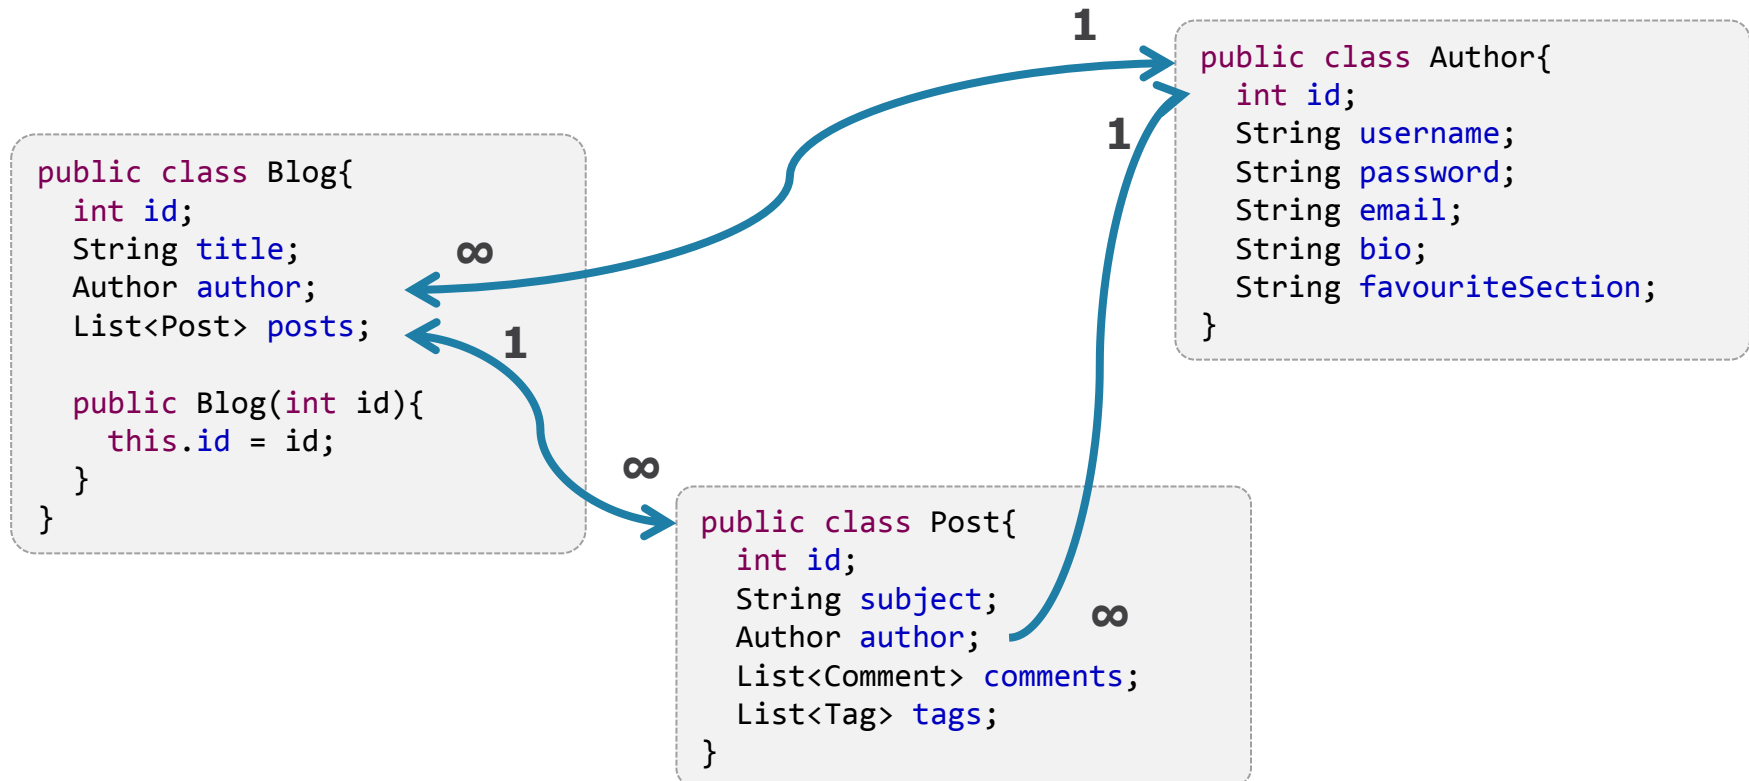 public class Blog{
int id;
String title;
Author author;
List<Post> posts;
public Blog(int id){
this.id = id;
}
}
∞
1
1
1
∞
public class Author{
int id;
String username;
String password;
String email;
String bio;
String favouriteSection;
}
public class Post{
int id;
String subject;
Author author;
List<Comment> comments;
List<Tag> tags;
}
∞